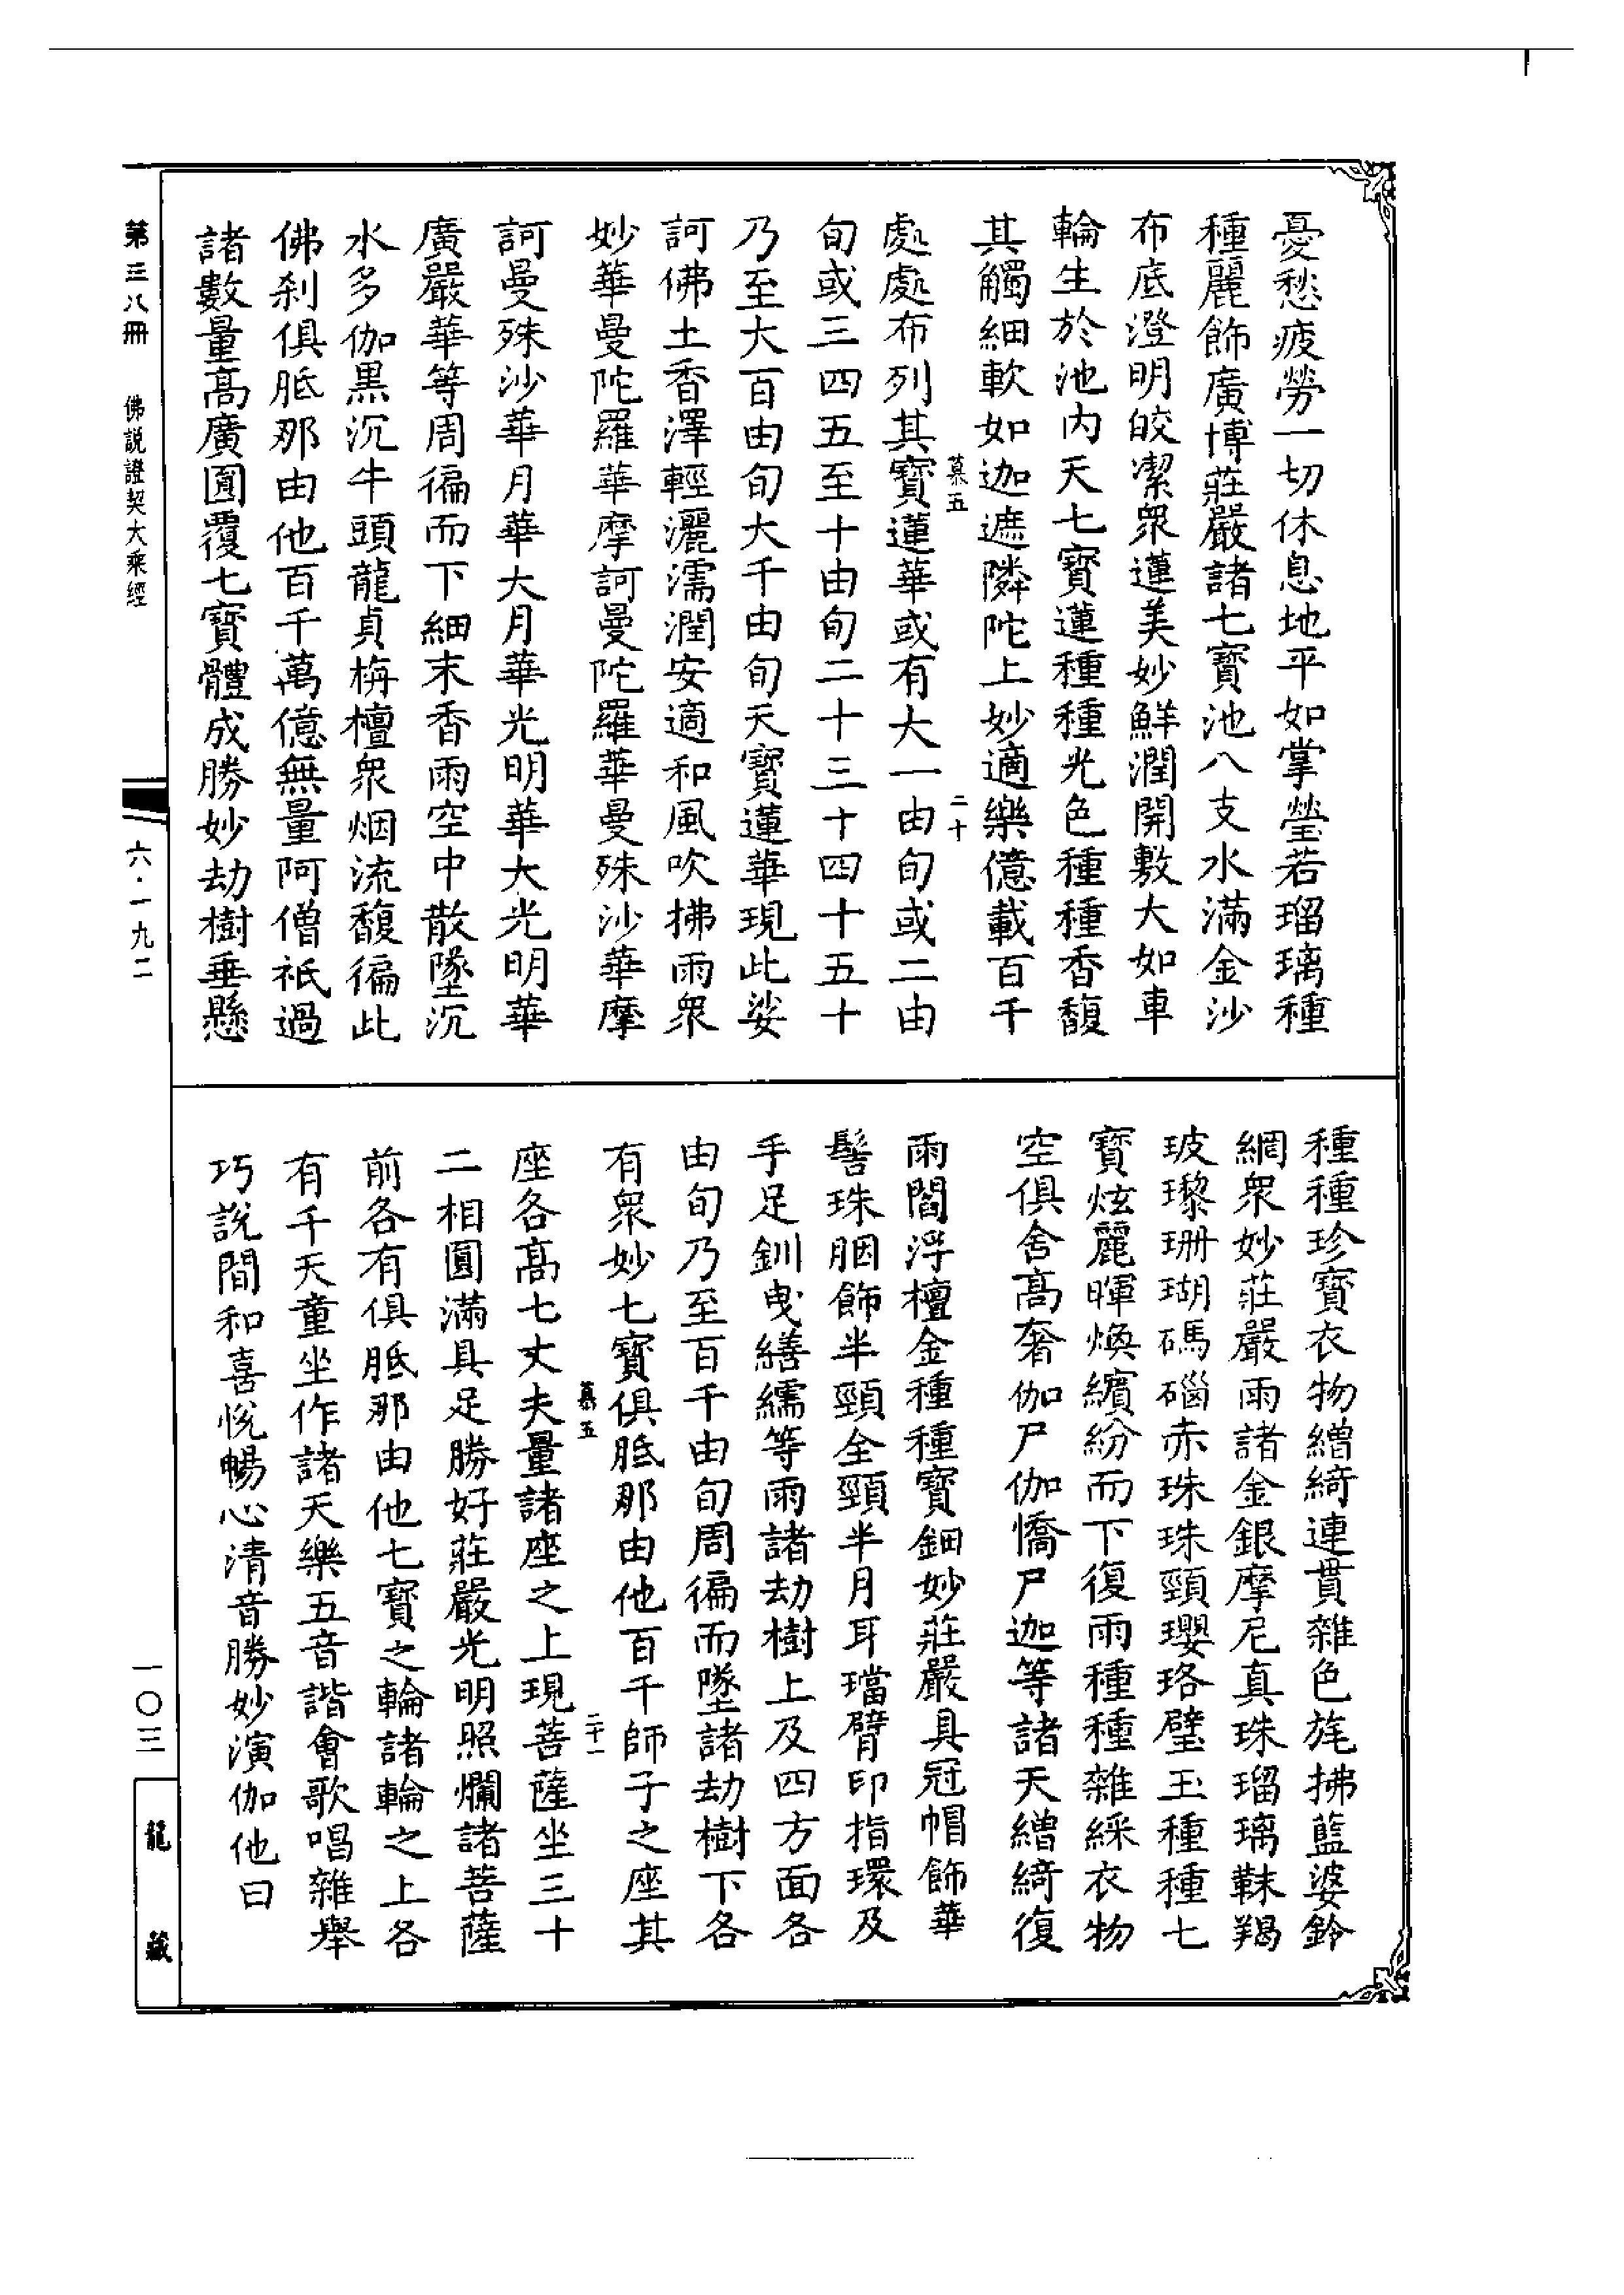 憂愁疲勞一切休息地平如掌瑩若瑠璃種
種麗飾廣博莊嚴諸七寶池八支水滿金沙
布底澄明皎潔衆蓮美妙鮮潤開敷大如車
輪生於池内天七寶蓮種種光色種種香馥
其觸細軟如迦遮隣陀上妙適樂億載百千
慕五
二十
處處布列其寶蓮華或有大一由旬或二由
旬或三四五至十由旬二十三十四十五十
乃至大百由旬大千由旬天寶蓮華現此娑
訶佛土香澤輕灑濡潤安適和風吹拂雨衆
妙華曼陀羅華摩訶曼陀羅華曼殊沙華摩
訶曼殊沙華月華大月華光明華大光明華
廣嚴華等周徧而下細末香雨空中散墜沉
水多伽黒沉牛頭龍貞栴檀衆烟流馥徧此
佛刹俱胝那由他百千萬億無量阿僧祇過
諸數量高廣圓覆七寶體成勝妙劫樹垂懸
種種珍寶衣物繒綺連貫雜色旄拂藍婆鈴
網衆妙莊嚴雨諸金銀摩尼真珠瑠璃靺羯
玻瓈珊瑚碼碯赤珠珠頸瓔珞璧玉種種七
寶炫麗暉煥繽紛而下復雨種種雜綵衣物
空俱舍高奢伽尸伽憍尸迦等諸天繒綺復
雨閻浮檀金種種寶鈿妙莊嚴具冠帽飾華
髻珠胭飾半頸全頸半月耳璫臂印指環及
手足釧曳繕繻等雨諸劫樹上及四方面各
由旬乃至百千由旬周徧而墜諸劫樹下各
有衆妙七寶俱胝那由他百千師子之座其
慕五
二十一
座各高七丈夫量諸座之上現菩薩坐三十
二相圓滿具足勝好莊嚴光明照爛諸菩薩
前各有俱胝那由他七寶之輪諸輪之上各
有千天童坐作諸天樂五音諧會歌唱雜舉
巧說間和喜悅暢心清音勝妙演伽他曰
第三八冊
佛説證契大乘經
六·一九二
一〇三
龍藏